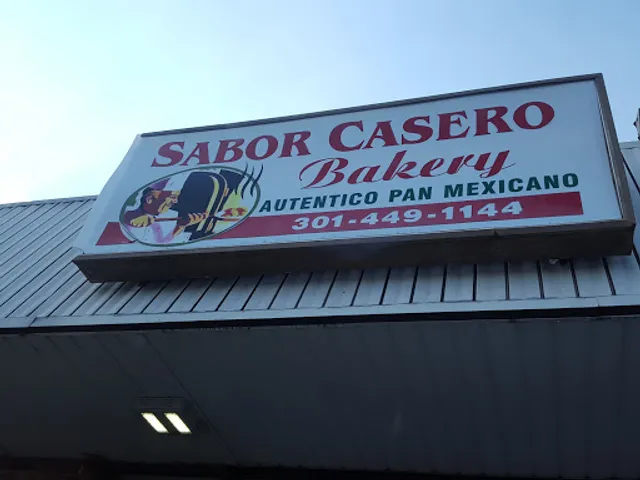 SABOR CASERO
Bakery
AUTENTICO PAN MEXICANO
301-449-1144